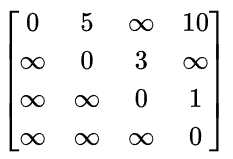 0 5 ∞ 10
∞ 0 3 ∞
∞ ∞ 0 1
∞ ∞ ∞ 0